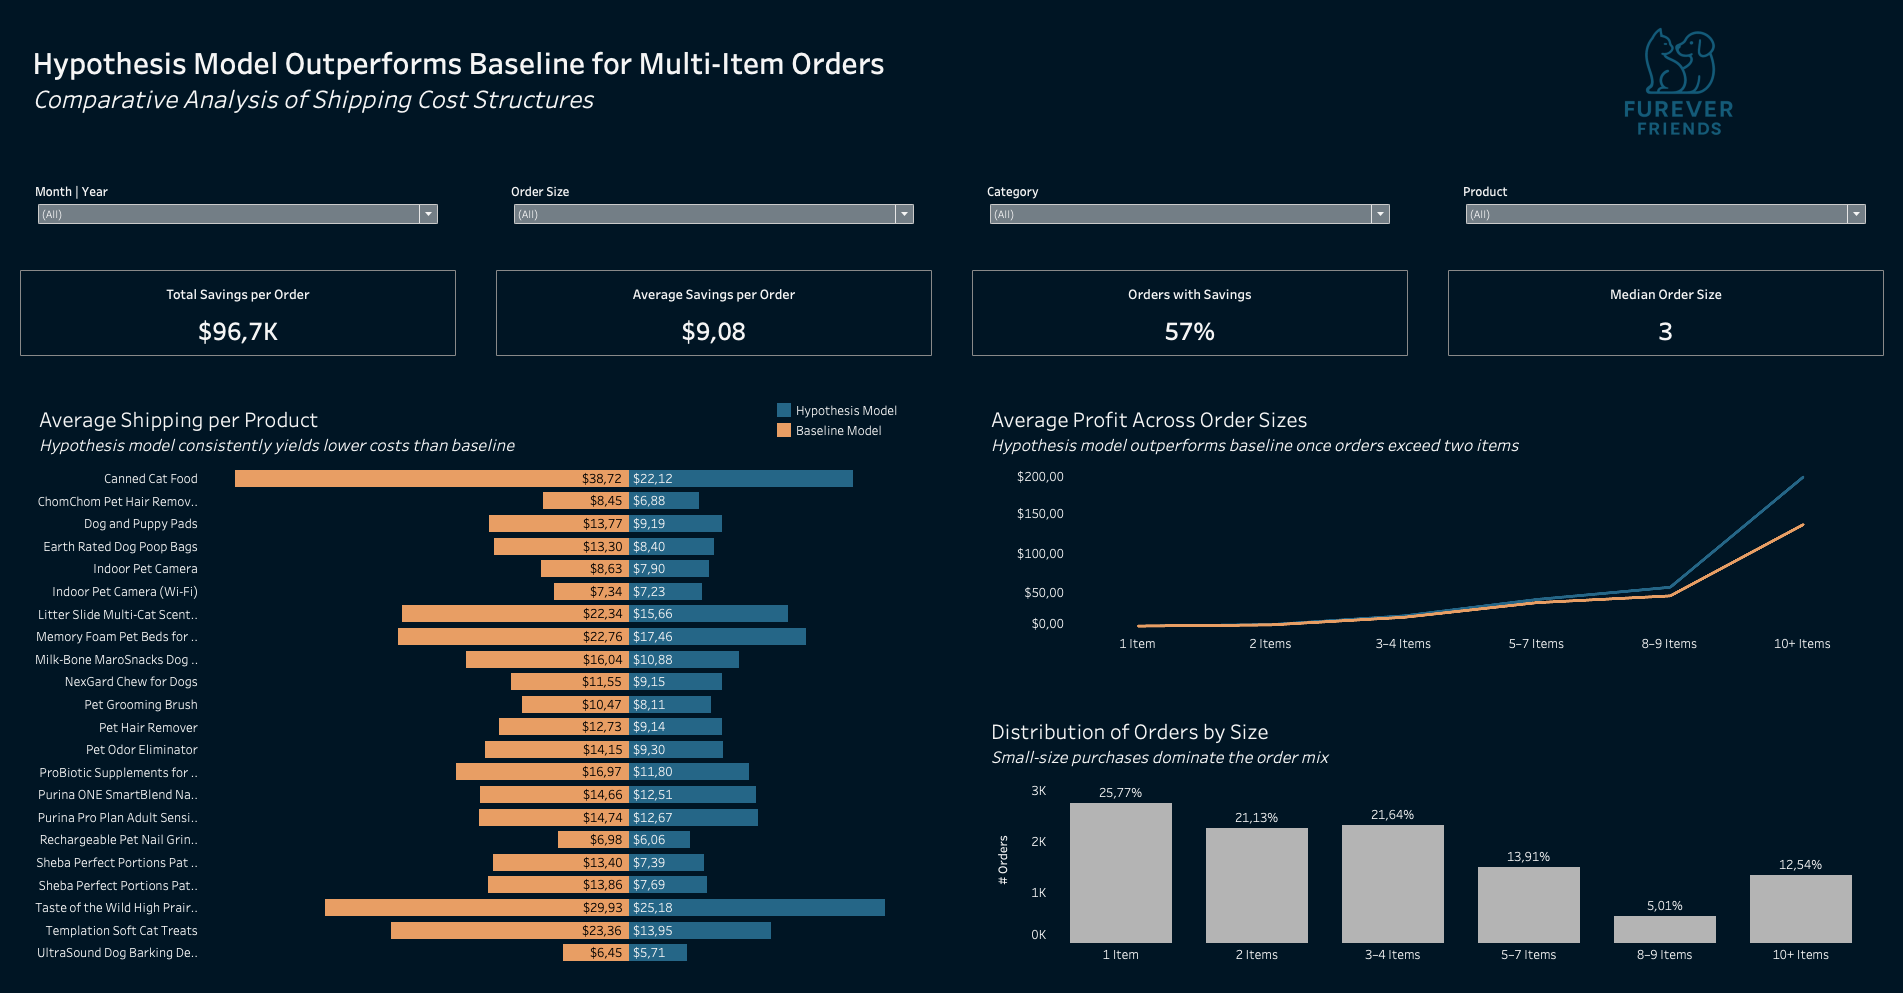 Hypothesis Model Outperforms Baseline for Multi-Item Orders
Comparative Analysis of Shipping Cost Structures
FUREVER
FRIENDS
Month | Year
(All)
Order Size
(All)
Category
(All)
Product
(All)
Total Savings per Order
$96,7K
Average Savings per Order
$9,08
Orders with Savings
57%
Median Order Size
3
Average Shipping per Product
Hypothesis model consistently yields lower costs than baseline
Hypothesis Model
Baseline Model
Canned Cat Food $38,72 $22,12
ChomChom Pet Hair Remov.. $8,45 $6,88
Dog and Puppy Pads $13,77 $9,19
Earth Rated Dog Poop Bags $13,30 $8,40
Indoor Pet Camera $8,63 $7,90
Indoor Pet Camera (Wi-Fi) $7,34 $7,23
Litter Slide Multi-Cat Scent.. $22,34 $15,66
Memory Foam Pet Beds for .. $22,76 $17,46
Milk-Bone MaroSnacks Dog .. $16,04 $10,88
NexGard Chew for Dogs $11,55 $9,15
Pet Grooming Brush $10,47 $8,11
Pet Hair Remover $12,73 $9,14
Pet Odor Eliminator $14,15 $9,30
ProBiotic Supplements for .. $16,97 $11,80
Purina ONE SmartBlend Na.. $14,66 $12,51
Purina Pro Plan Adult Sensi.. $14,74 $12,67
Rechargeable Pet Nail Grin.. $6,98 $6,06
Sheba Perfect Portions Pat .. $13,40 $7,39
Sheba Perfect Portions Pat.. $13,86 $7,69
Taste of the Wild High Prair.. $29,93 $25,18
Templation Soft Cat Treats $23,36 $13,95
UltraSound Dog Barking De.. $6,45 $5,71
Average Profit Across Order Sizes
Hypothesis model outperforms baseline once orders exceed two items
$200,00
$150,00
$100,00
$50,00
$0,00
1 Item 2 Items 3–4 Items 5–7 Items 8–9 Items 10+ Items
Distribution of Orders by Size
Small-size purchases dominate the order mix
# Orders
3K
2K
1K
0K
25,77% 21,13% 21,64% 13,91% 5,01% 12,54%
1 Item 2 Items 3–4 Items 5–7 Items 8–9 Items 10+ Items